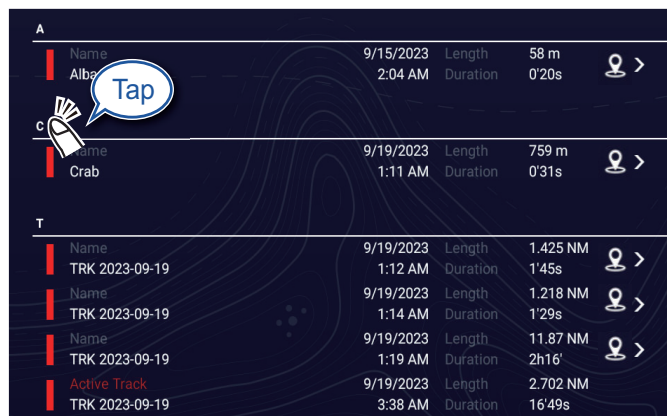 A
Name 9/15/2023 Length 58 m
2:04 AM Duration 0'20s
Tap
C
Name 9/19/2023 Length 759 m
Crab 1:11 AM Duration 0'31s
T
Name 9/19/2023 Length 1.425 NM
TRK 2023-09-19 1:12 AM Duration 1'45s
Name 9/19/2023 Length 1.218 NM
TRK 2023-09-19 1:14 AM Duration 1'29s
Name 9/19/2023 Length 11.87 NM
TRK 2023-09-19 1:19 AM Duration 2h16'
Active Track 9/19/2023 Length 2.702 NM
TRK 2023-09-19 3:38 AM Duration 16'49s